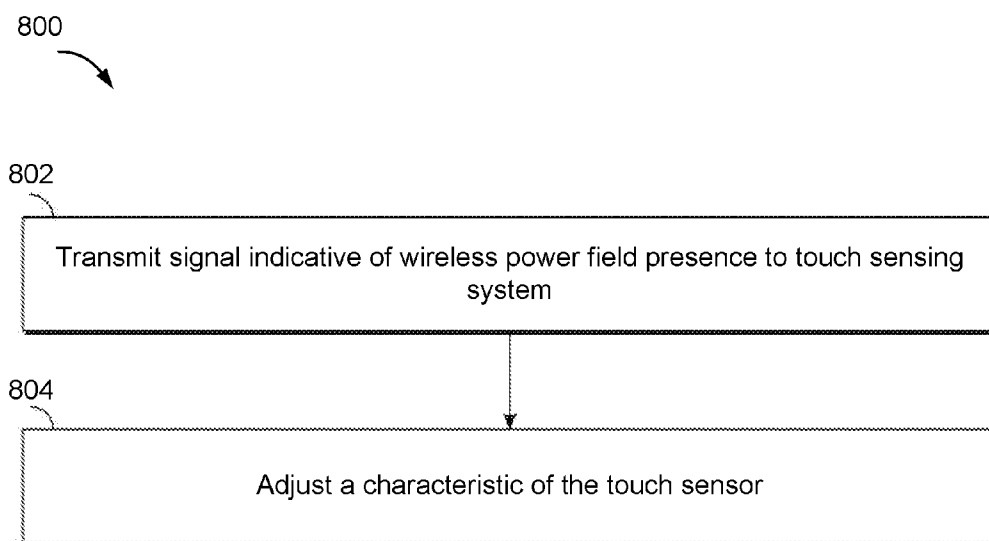 800
802
Transmit signal indicative of wireless power field presence to touch sensing
system
804
Adjust a characteristic of the touch sensor